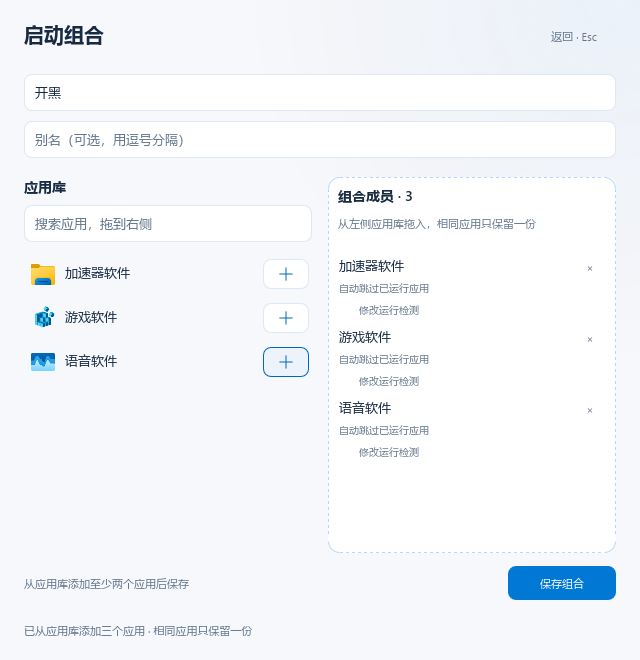 启动组合
返回 · Esc
开黑
别名（可选，用逗号分隔）
应用库
搜索应用，拖到右侧
加速器软件
游戏软件
语音软件
组合成员 · 3
从左侧应用库拖入，相同应用只保留一份
加速器软件
×
自动跳过已运行应用
修改运行检测
游戏软件
×
自动跳过已运行应用
修改运行检测
语音软件
×
自动跳过已运行应用
修改运行检测
从应用库添加至少两个应用后保存
保存组合
已从应用库添加三个应用 · 相同应用只保留一份